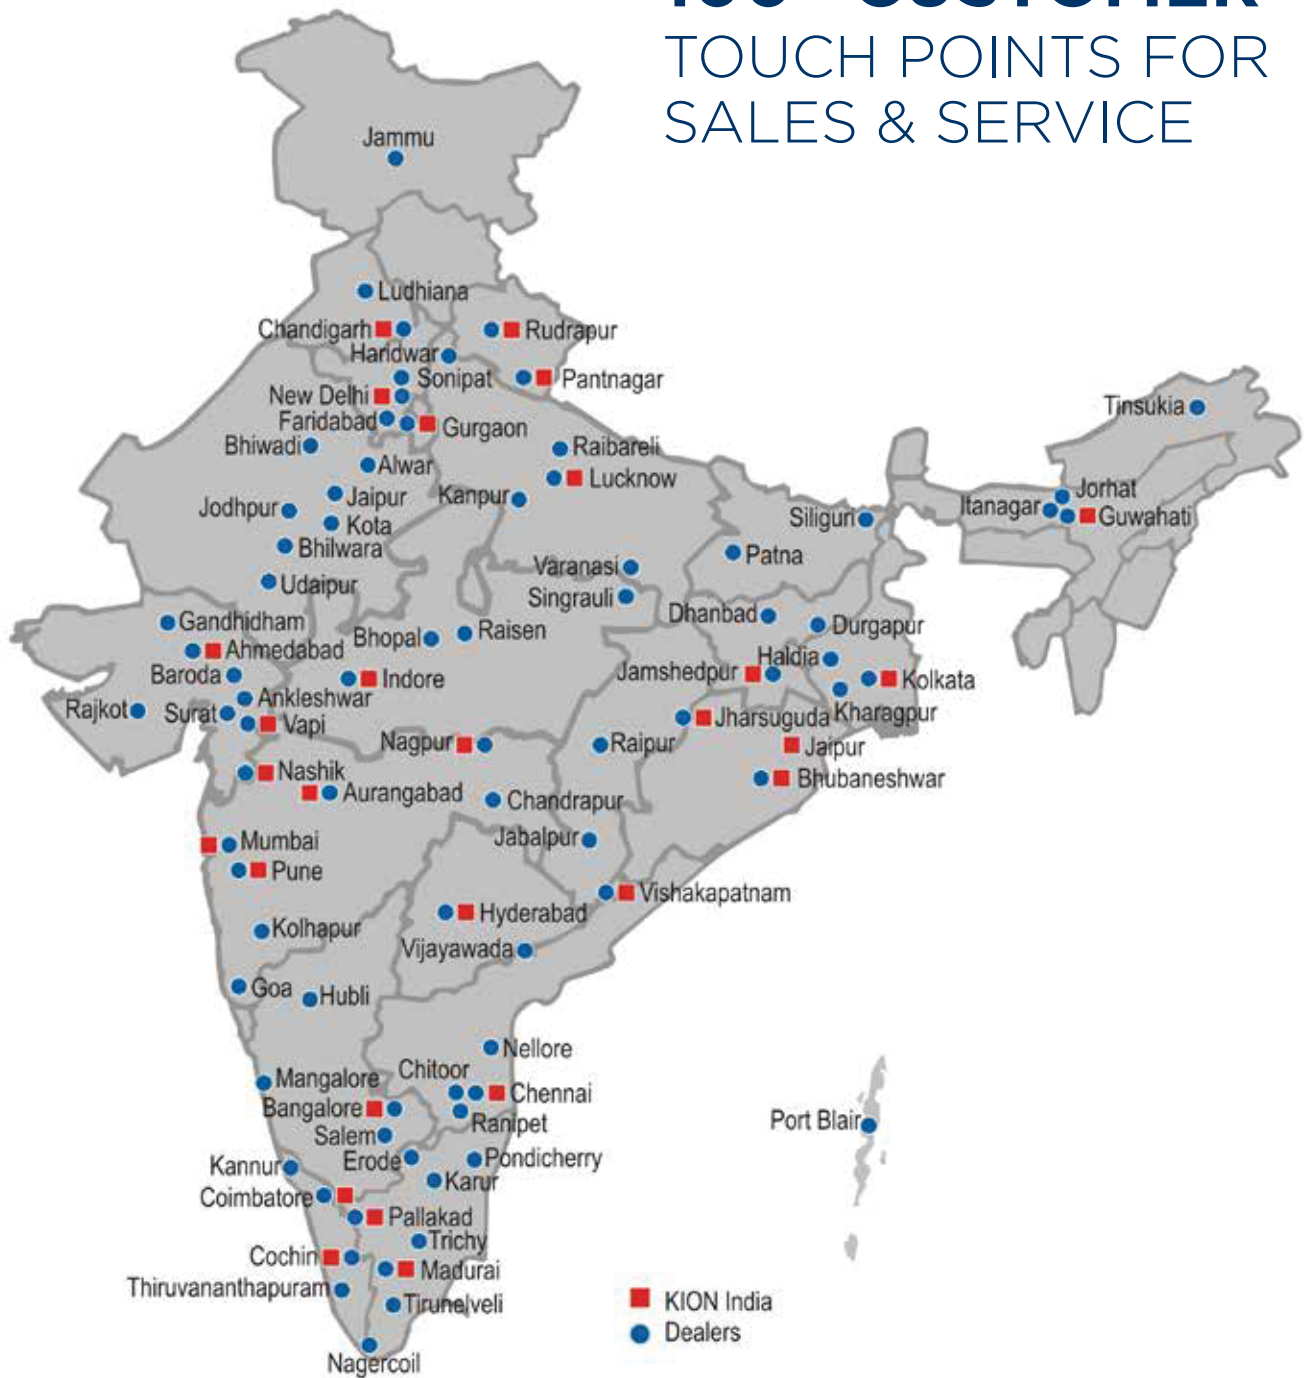 TOUCH POINTS FOR
SALES & SERVICE
Jammu
Ludhiana
Chandigarh
Rudrapur
Haridwar
Sonipat
Pantnagar
New Delhi
Faridabad
Gurgaon
Tinsukia
Bhiwadi
Raibareli
Alwar
Lucknow
Jaipur
Kanpur
Jorhat
Jodhpur
Itanagar
Kota
Siliguri
Guwahati
Bhilwara
Patna
Varanasi
Udaipur
Singrauli
Dhanbad
Gandhidham
Durgapur
Bhopal
Raisen
Ahmedabad
Haldia
Baroda
Jamshedpur
Indore
Kolkata
Ankleshwar
Rajkot
Surat
Kharagpur
Vapi
Jharsuguda
Nagpur
Raipur
Jaipur
Nashik
Bhubaneshwar
Aurangabad
Chandrapur
Jabalpur
Mumbai
Pune
Vishakapatnam
Hyderabad
Kolhapur
Vijayawada
Goa
Hubli
Nellore
Chitoor
Mangalore
Chennai
Bangalore
Ranipet
Port Blair
Salem
Erode
Pondicherry
Kannur
Karur
Coimbatore
Pallakad
Trichy
Cochin
Madurai
Thiruvananthapuram
Tirunelveli
KION India
Dealers
Nagercoil